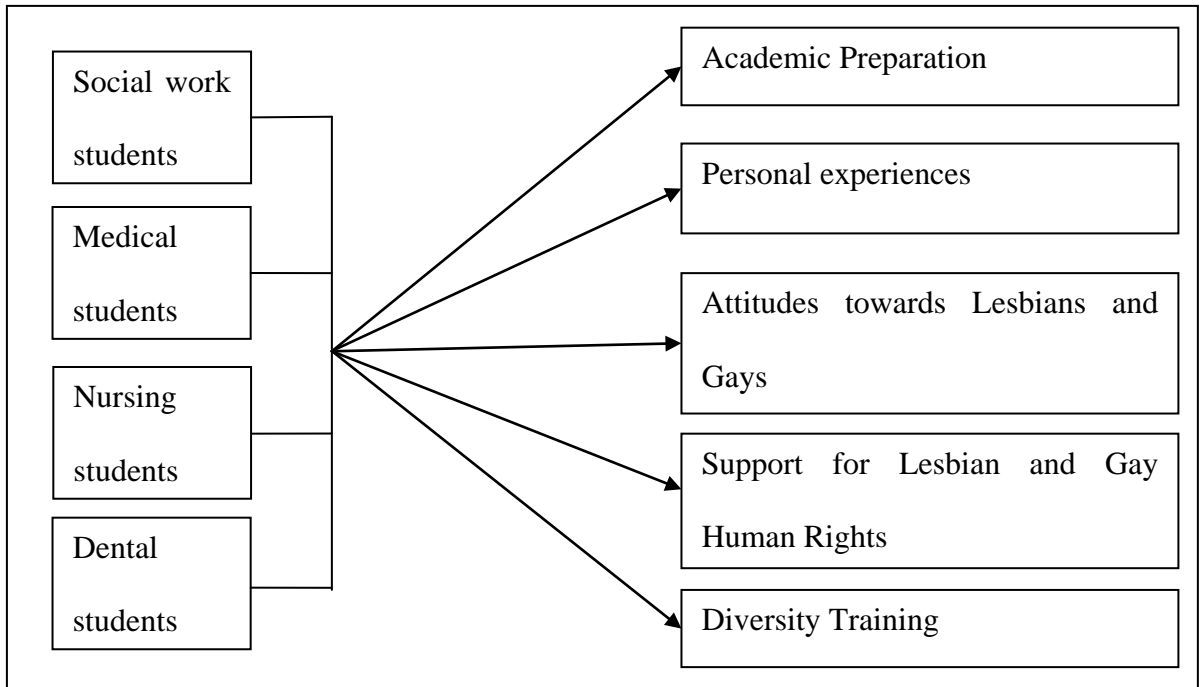 Social work
students
Medical
students
Nursing
students
Dental
students
Academic Preparation
Personal experiences
Attitudes towards Lesbians and
Gays
Support for Lesbian and Gay
Human Rights
Diversity Training